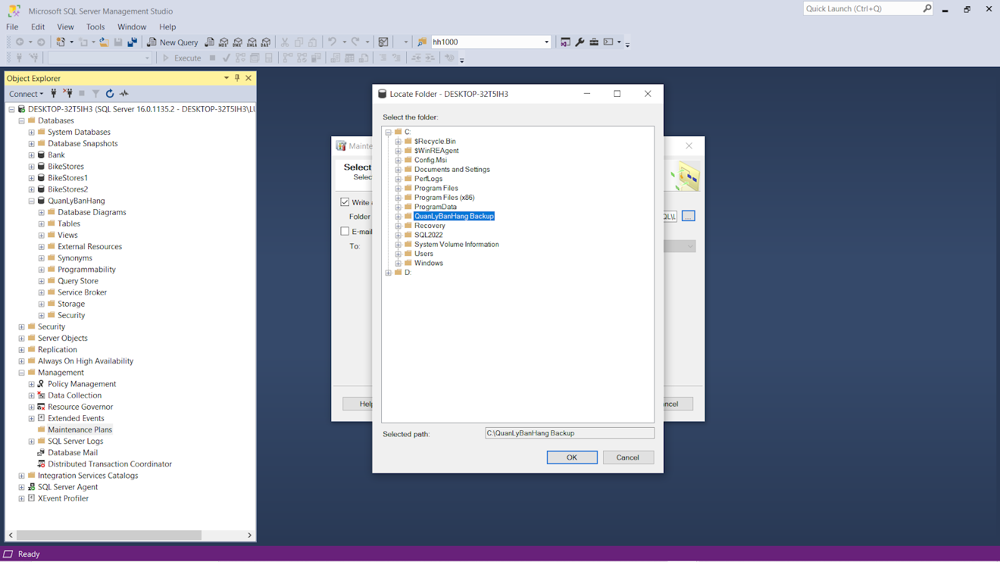 Microsoft SQL Server Management Studio
Quick Launch (Ctrl+Q)
File Edit View Tools Window Help
New Query MDX DMX XMLA DAX hh1000
Execute
Object Explorer
Connect
DESKTOP-32T5IH3 (SQL Server 16.0.1135.2 - DESKTOP-32T5IH3\LU
Databases
System Databases
Database Snapshots
Bank
BikeStores
BikeStores1
BikeStores2
QuanLyBanHang
Database Diagrams
Tables
Views
External Resources
Synonyms
Programmability
Query Store
Service Broker
Storage
Security
Security
Server Objects
Replication
Always On High Availability
Management
Policy Management
Data Collection
Resource Governor
Extended Events
Maintenance Plans
SQL Server Logs
Database Mail
Distributed Transaction Coordinator
Integration Services Catalogs
SQL Server Agent
XEvent Profiler
Mainte
Select
Selec
Write a
Folder
QL\L
...
E-mail
To:
Help
ncel
Locate Folder - DESKTOP-32T5IH3
Select the folder:
C:
$Recycle.Bin
$WinREAgent
Config.Msi
Documents and Settings
PerfLogs
Program Files
Program Files (x86)
ProgramData
QuanLyBanHang Backup
Recovery
SQL2022
System Volume Information
Users
Windows
D:
Selected path: C:\QuanLyBanHang Backup
OK Cancel
Ready